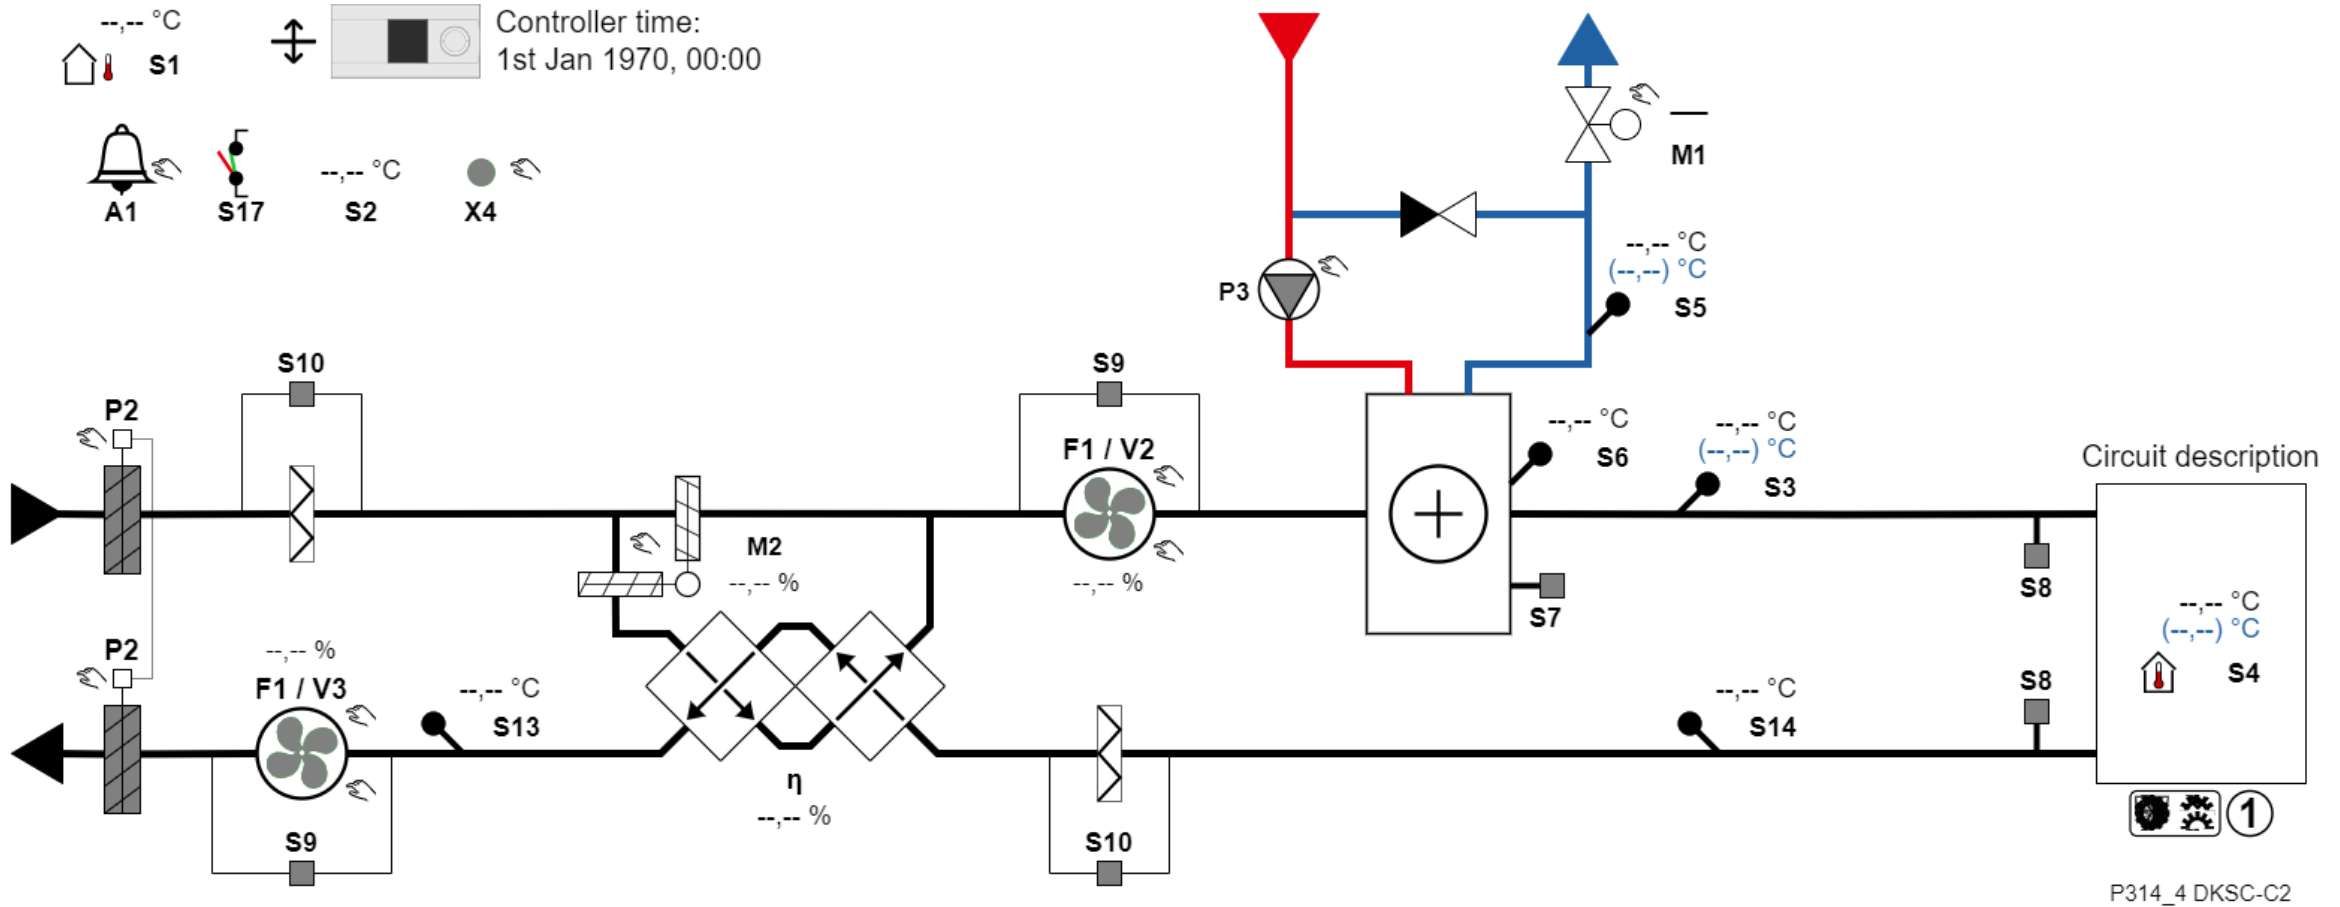 --,-- °C
S1
Controller time:
1st Jan 1970, 00:00
A1
S17
--,-- °C
S2
X4
M1
--,-- °C
(--,--) °C
S5
P3
S10
S9
P2
F1 / V2
--,-- °C
S6
--,-- °C
(--,--) °C
S3
Circuit description
M2
--,-- %
--,-- %
S8
S7
--,-- °C
(--,--) °C
S4
P2
--,-- %
F1 / V3
--,-- °C
S13
--,-- °C
S14
S8
η
--,-- %
S9
S10
1
P314_4 DKSC-C2